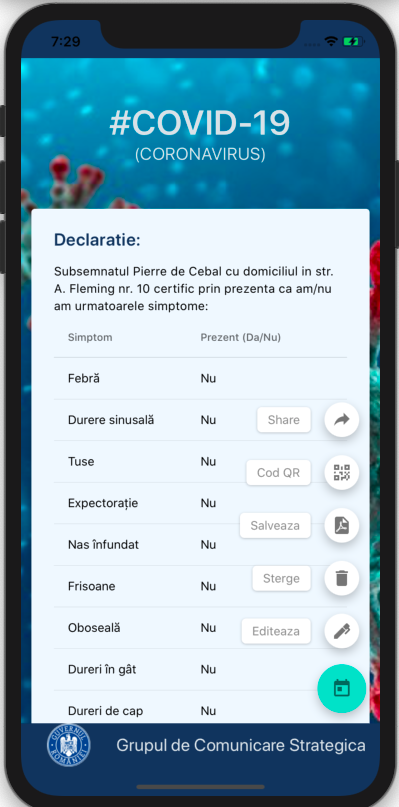 7:29
#COVID-19
(CORONAVIRUS)
Declaratie:
Subsemnatul Pierre de Cebal cu domiciliul in str.
A. Fleming nr. 10 certific prin prezenta ca am/nu
am urmatoarele simptome:
Simptom Prezent (Da/Nu)
Febră Nu
Durere sinusală Nu Share
Tuse Nu
Cod QR
Expectorație Nu
Salveaza
Nas înfundat Nu
Frisoane Nu Sterge
Oboseală Nu Editeaza
Dureri în gât Nu
Dureri de cap Nu
GUVERNUL ROMÂNIEI
Grupul de Comunicare Strategica